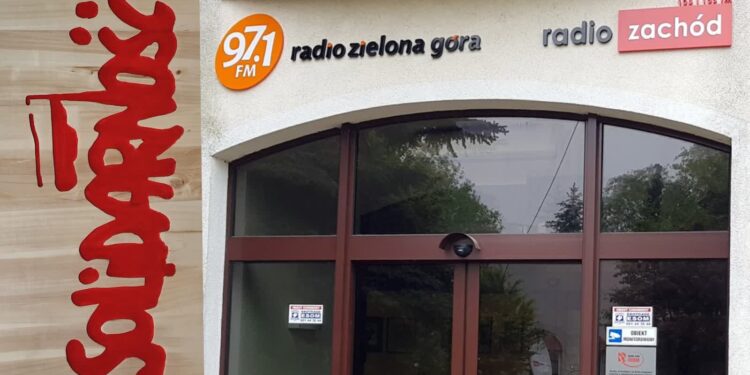 SOLIDARNOŚĆ
97.1
FM
radio zielona góra
radio zachód
OBIEKT
MONITOROWANY